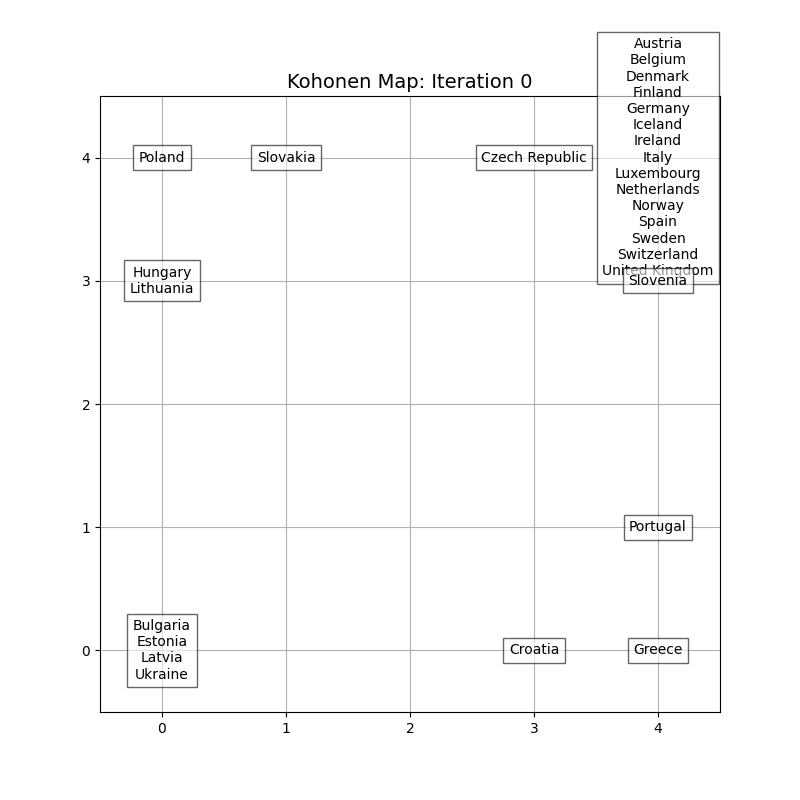 Kohonen Map: Iteration 0
Austria
Belgium
Denmark
Finland
Germany
Iceland
Ireland
Italy
Luxembourg
Netherlands
Norway
Spain
Sweden
Switzerland
United Kingdom
Poland
Slovakia
Czech Republic
Slovenia
Hungary
Lithuania
Portugal
Bulgaria
Estonia
Latvia
Ukraine
Croatia
Greece
4
3
2
1
0
0 1 2 3 4